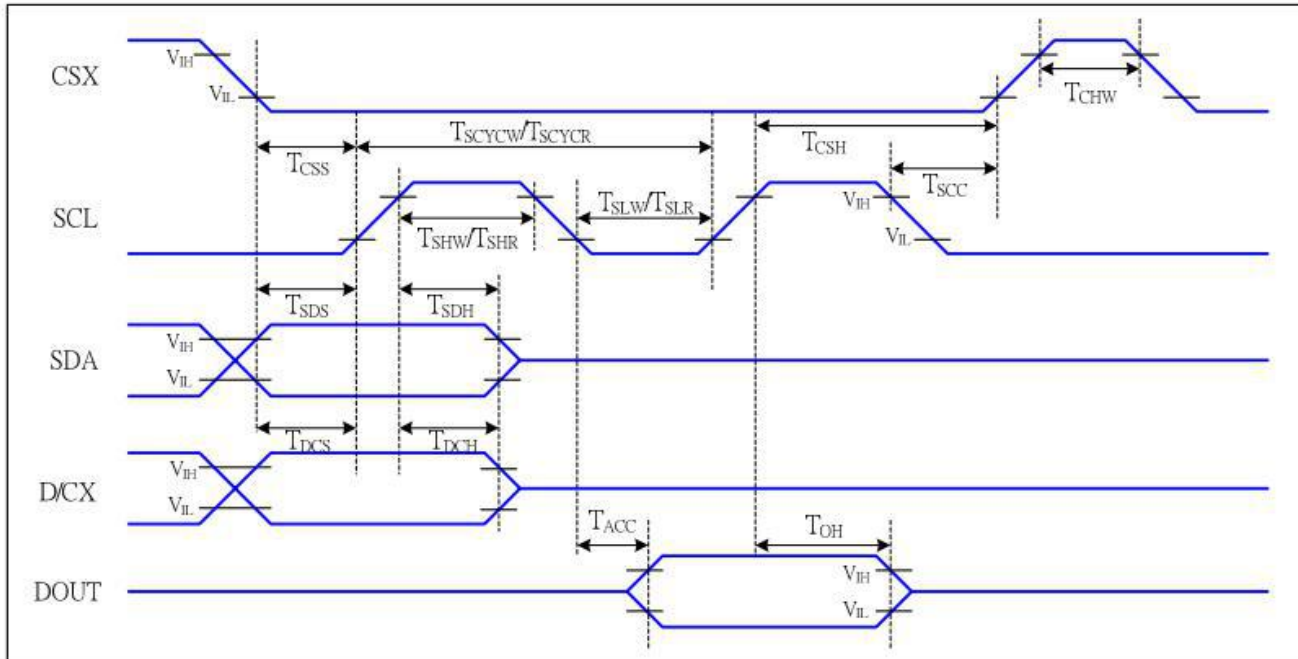 CSX
VIH
VIL
TCHW
TSCYCW/TSCYCR
TCSS
TCSH
TSCC
SCL
TSHW/TSHR
TSLW/TSLR
VIH
VIL
TSDS
TSDH
SDA
VIH
VIL
TDCS
TDCH
D/CX
VIH
VIL
TACC
TOH
DOUT
VIH
VIL